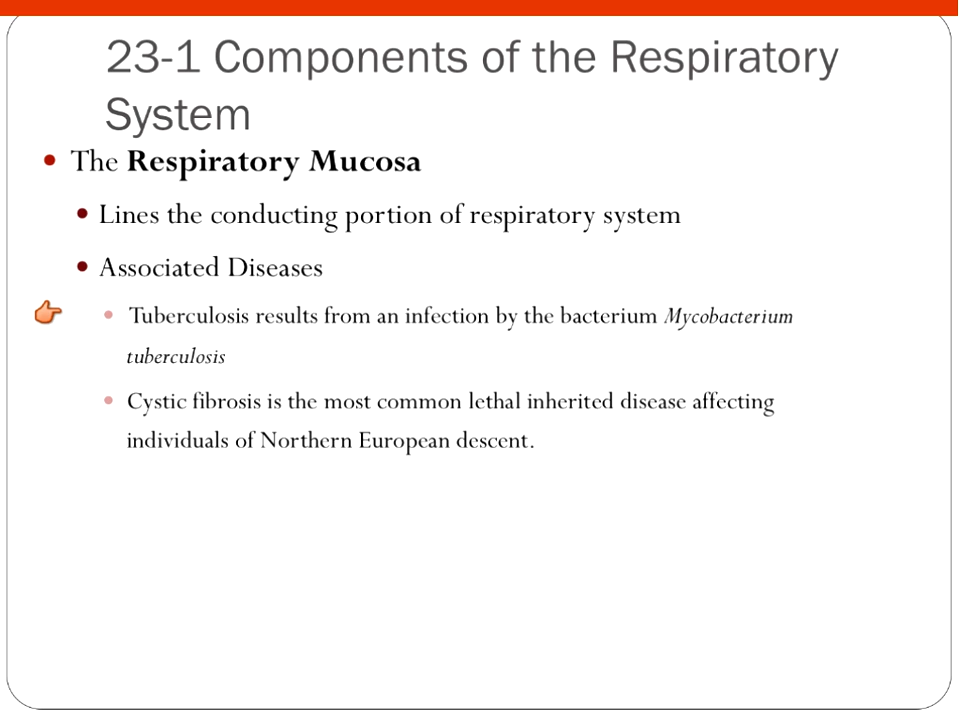 23-1 Components of the Respiratory
System
The Respiratory Mucosa
Lines the conducting portion of respiratory system
Associated Diseases
Tuberculosis results from an infection by the bacterium Mycobacterium
tuberculosis
Cystic fibrosis is the most common lethal inherited disease affecting
individuals of Northern European descent.